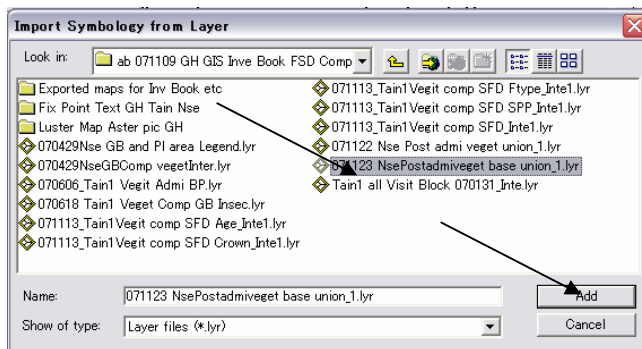 Import Symbology from Layer
Look in: ab 071109 GH GIS Inve Book FSD Comp
Exported maps for Inv Book etc
Fix Point Text GH Tain Nse
Luster Map Aster pic GH
070429Nse GB and PI area Legend.lyr
070429NseGBComp vegetInter.lyr
070606_Tain1 Vegit Admi BP.lyr
070618 Tain1 Veget Comp GB Insec.lyr
071113_Tain1Vegit comp SFD Age_Inte1.lyr
071113_Tain1Vegit comp SFD Crown_Inte1.lyr
071113_Tain1Vegit comp SFD Ftype_Inte1.lyr
071113_Tain1Vegit comp SFD SPP_Inte1.lyr
071113_Tain1Vegit comp SFD_Inte1.lyr
071122 Nse Post admi veget union_1.lyr
071123 NsePostadmiveget base union_1.lyr
Tain1 all Visit Block 070131_Inte.lyr
Name: 071123 NsePostadmiveget base union_1.lyr
Add
Show of type: Layer files (*.lyr)
Cancel